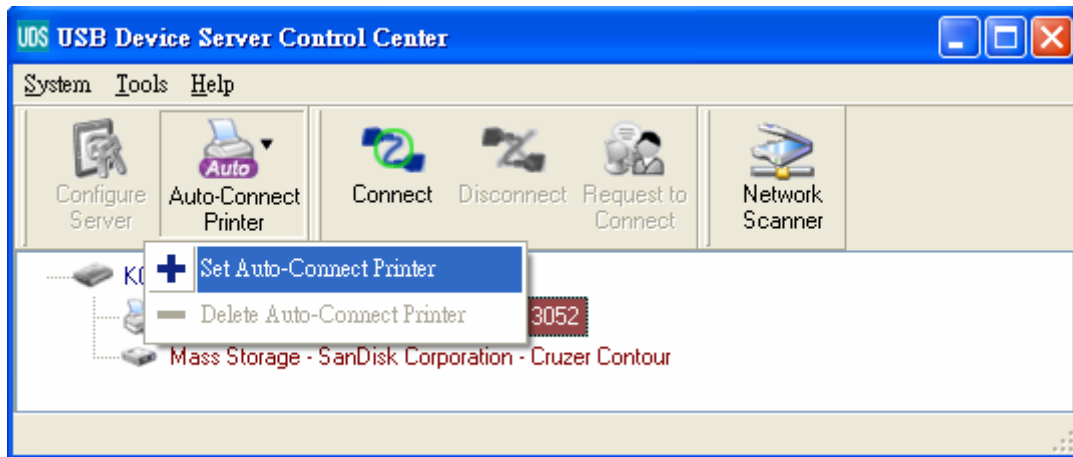 UDS USB Device Server Control Center
System Tools Help
Auto
Configure Server
Auto-Connect Printer
Connect
Disconnect
Request to Connect
Network Scanner
Set Auto-Connect Printer
Delete Auto-Connect Printer
3052
Mass Storage - SanDisk Corporation - Cruzer Contour